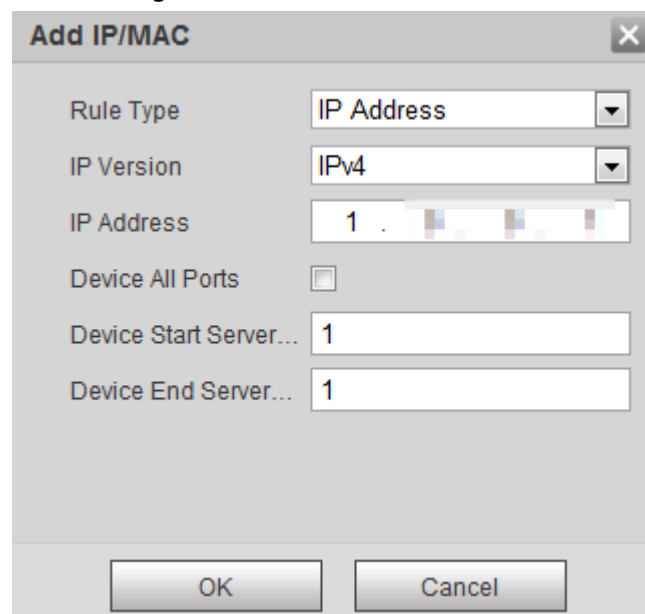 Add IP/MAC
Rule Type IP Address
IP Version IPv4
IP Address 1 .
Device All Ports
Device Start Server... 1
Device End Server... 1
OK Cancel